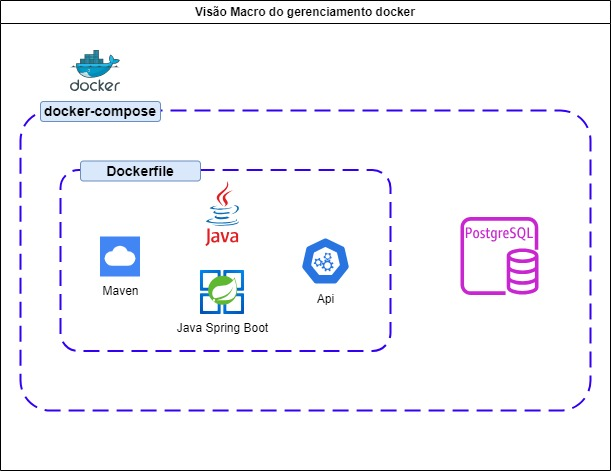 Visão Macro do gerenciamento docker
docker
docker-compose
Dockerfile
Java
PostgreSQL
Maven
Api
Java Spring Boot